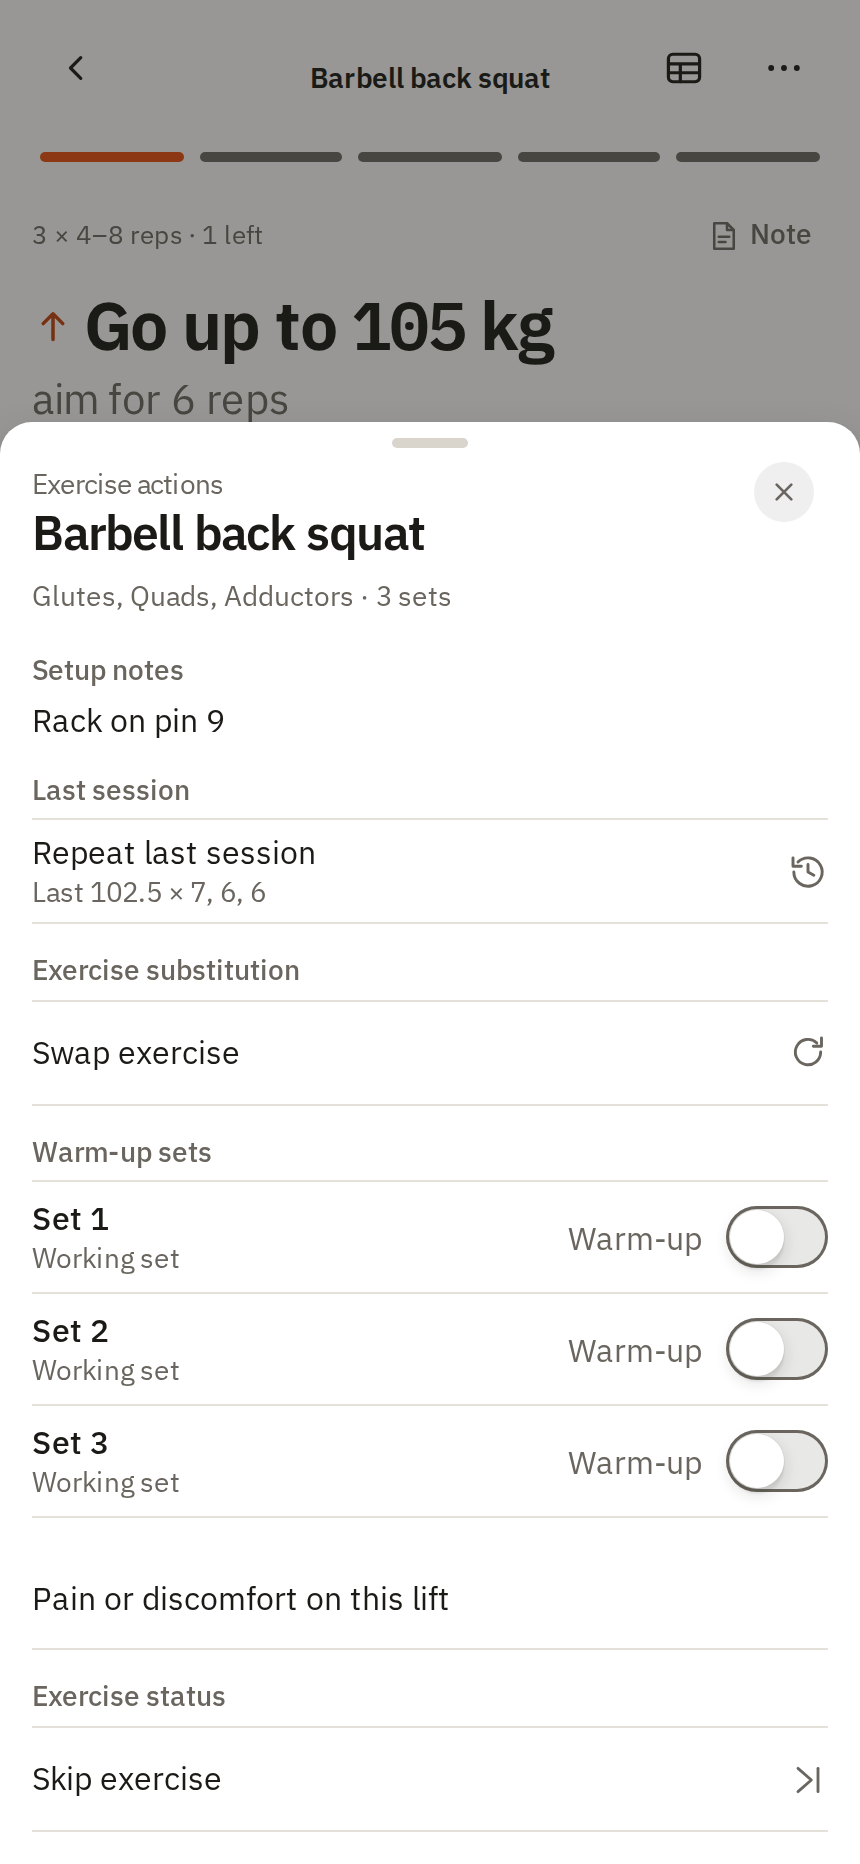 Barbell back squat
3 × 4–8 reps · 1 left
Note
↑ Go up to 105 kg
aim for 6 reps
Exercise actions
Barbell back squat
Glutes, Quads, Adductors · 3 sets
Setup notes
Rack on pin 9
Last session
Repeat last session
Last 102.5 × 7, 6, 6
Exercise substitution
Swap exercise
Warm-up sets
Set 1
Working set
Warm-up
Set 2
Working set
Warm-up
Set 3
Working set
Warm-up
Pain or discomfort on this lift
Exercise status
Skip exercise